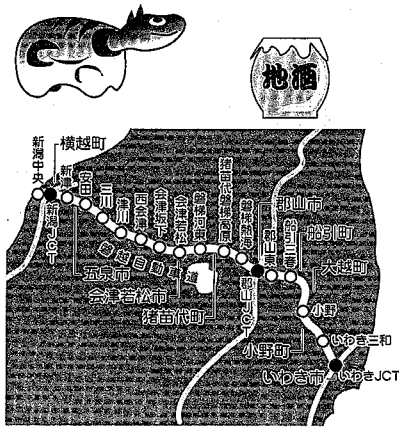 地酒
新潟中央
横越町
新潟JCT
新津
安田
三川
津川
西会津
会津坂下
会津若松
磐梯河東
猪苗代磐梯高原
磐梯熱海
郡山市
郡山東
船引三春
船引町
大越町
五泉市
会津若松市
磐越自動車道
猪苗代町
郡山JCT
小野
小野町
いわき三和
いわき市
いわきJCT